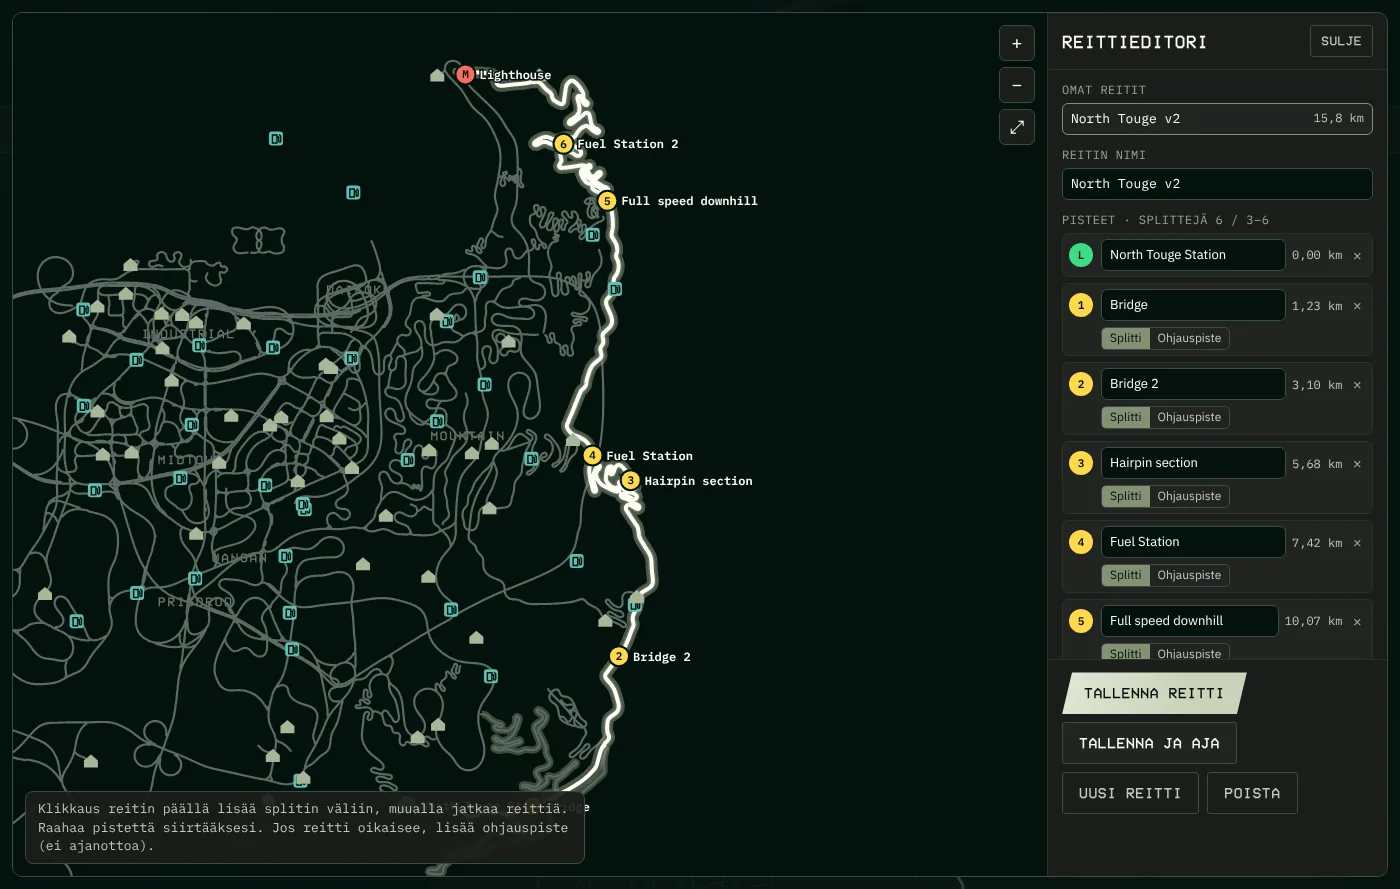 Lighthouse
6 Fuel Station 2
5 Full speed downhill
INDUSTRIAL
MOUNTAIN
4 Fuel Station
3 Hairpin section
2 Bridge 2
M
+
−
Klikkaus reitin päällä lisää splitin väliin, muualla jatkaa reittiä.
Raahaa pistettä siirtääksesi. Jos reitti oikaisee, lisää ohjauspiste
(ei ajanottoa).
REITTIEDITORI
SULJE
OMAT REITIT
North Touge v2 15,8 km
REITIN NIMI
North Touge v2
PISTEET · SPLITTEJÄ 6 / 3–6
L North Touge Station 0,00 km ×
1 Bridge 1,23 km ×
Splitti Ohjauspiste
2 Bridge 2 3,10 km ×
Splitti Ohjauspiste
3 Hairpin section 5,68 km ×
Splitti Ohjauspiste
4 Fuel Station 7,42 km ×
Splitti Ohjauspiste
5 Full speed downhill 10,07 km ×
Splitti Ohjauspiste
TALLENNA REITTI
TALLENNA JA AJA
UUSI REITTI
POISTA